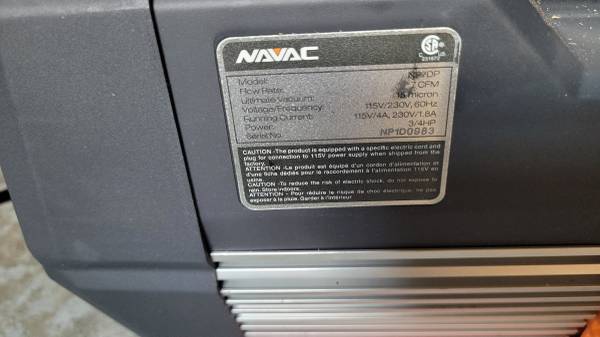 NAVAC
Model: NP7DP
Flow Rate: 7 CFM
Ultimate Vacuum: 15 micron
Voltage/Frequency: 115V/230V, 60Hz
Running Current: 115V/4A, 230V/1.8A
Power: 3/4HP
Serial No. NP1D0983
CAUTION -The product is equipped with a specific electric cord and
plug for connection to 115V power supply when shipped from the
factory.
ATTENTION -Le produit est équipé d'un cordon d'alimentation et
d'une fiche dédiés pour le raccordement à l'alimentation 115V en
usine.
CAUTION -To reduce the risk of electric shock, do not expose to
rain. Store indoors.
ATTENTION - Pour réduire le risque de choc électrique, ne pas
exposer à la pluie. Garder à l'intérieur